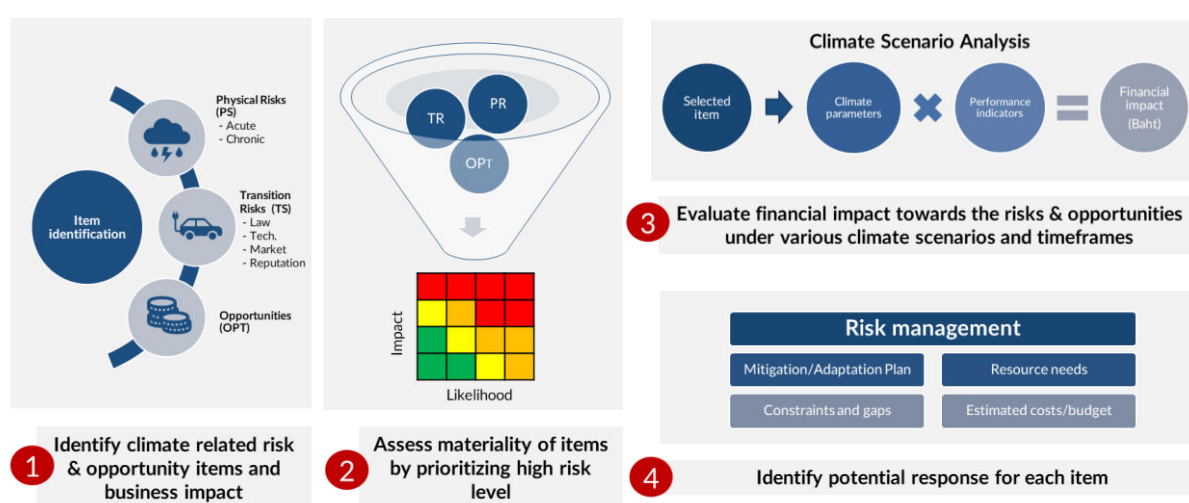 Item
identification
Physical Risks
(PS)
- Acute
- Chronic
Transition
Risks (TS)
- Law
- Tech.
- Market
- Reputation
Opportunities
(OPT)
1
Identify climate related risk
& opportunity items and
business impact
TR
PR
OPT
Impact
Likelihood
2
Assess materiality of items
by prioritizing high risk
level
Climate Scenario Analysis
Selected
item
Climate
parameters
Performance
indicators
Financial
impact
(Baht)
3
Evaluate financial impact towards the risks & opportunities
under various climate scenarios and timeframes
Risk management
Mitigation/Adaptation Plan
Resource needs
Constraints and gaps
Estimated costs/budget
4
Identify potential response for each item